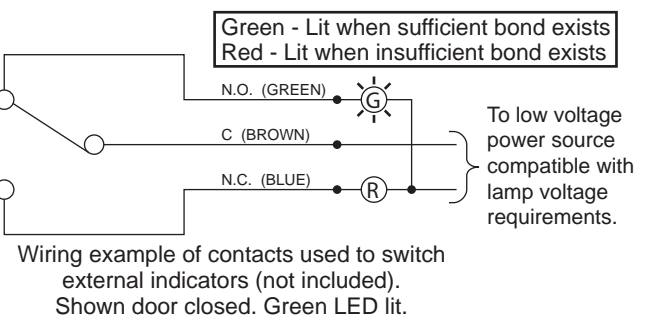 Green - Lit when sufficient bond exists
Red - Lit when insufficient bond exists
N.O. (GREEN)
G
C (BROWN)
N.C. (BLUE)
R
To low voltage
power source
compatible with
lamp voltage
requirements.
Wiring example of contacts used to switch
external indicators (not included).
Shown door closed. Green LED lit.